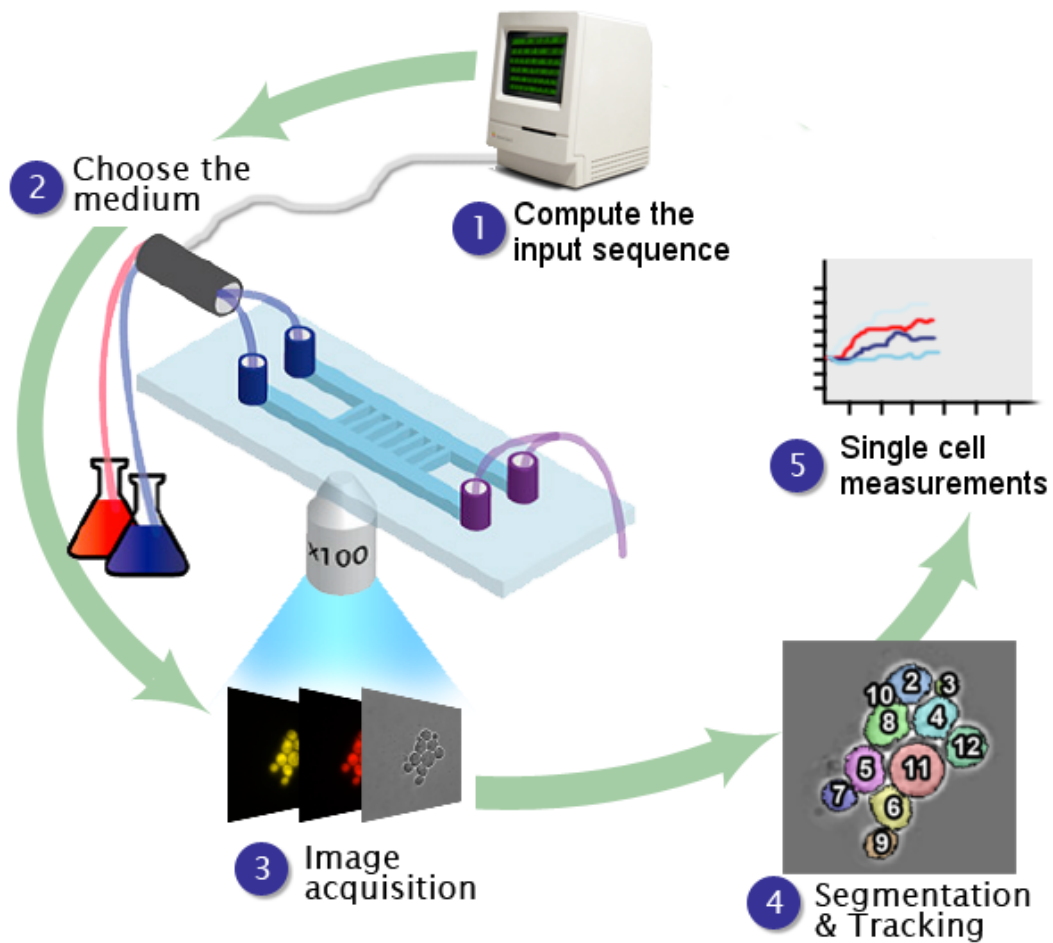 1
Compute the
input sequence
2
Choose the
medium
x100
3
Image
acquisition
10
2
3
8
4
12
5
11
7
6
9
4
Segmentation
& Tracking
5
Single cell
measurements